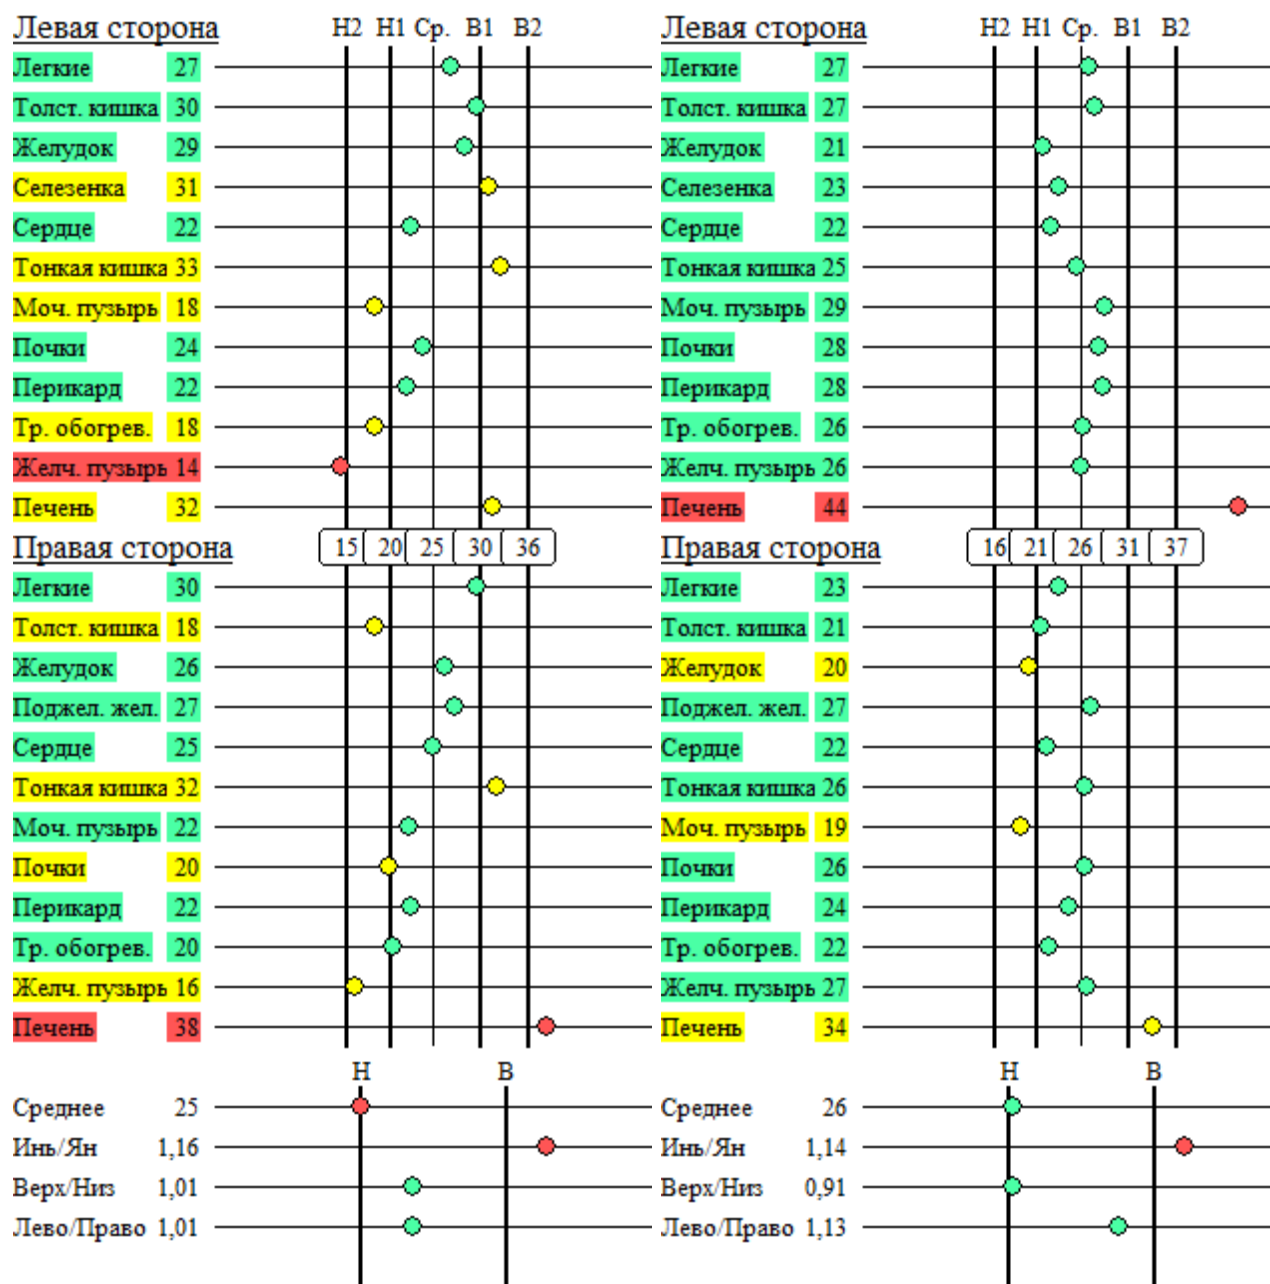 Левая сторона Н2 Н1 Ср. В1 В2
Легкие 27
Толст. кишка 30
Желудок 29
Селезенка 31
Сердце 22
Тонкая кишка 33
Моч. пузырь 18
Почки 24
Перикард 22
Тр. обогрев. 18
Желч. пузырь 14
Печень 32
Правая сторона 15 20 25 30 36
Легкие 30
Толст. кишка 18
Желудок 26
Поджел. жел. 27
Сердце 25
Тонкая кишка 32
Моч. пузырь 22
Почки 20
Перикард 22
Тр. обогрев. 20
Желч. пузырь 16
Печень 38
Н В
Среднее 25
Инь/Ян 1,16
Верх/Низ 1,01
Лево/Право 1,01
Левая сторона Н2 Н1 Ср. В1 В2
Легкие 27
Толст. кишка 27
Желудок 21
Селезенка 23
Сердце 22
Тонкая кишка 25
Моч. пузырь 29
Почки 28
Перикард 28
Тр. обогрев. 26
Желч. пузырь 26
Печень 44
Правая сторона 16 21 26 31 37
Легкие 23
Толст. кишка 21
Желудок 20
Поджел. жел. 27
Сердце 22
Тонкая кишка 26
Моч. пузырь 19
Почки 26
Перикард 24
Тр. обогрев. 22
Желч. пузырь 27
Печень 34
Н В
Среднее 26
Инь/Ян 1,14
Верх/Низ 0,91
Лево/Право 1,13